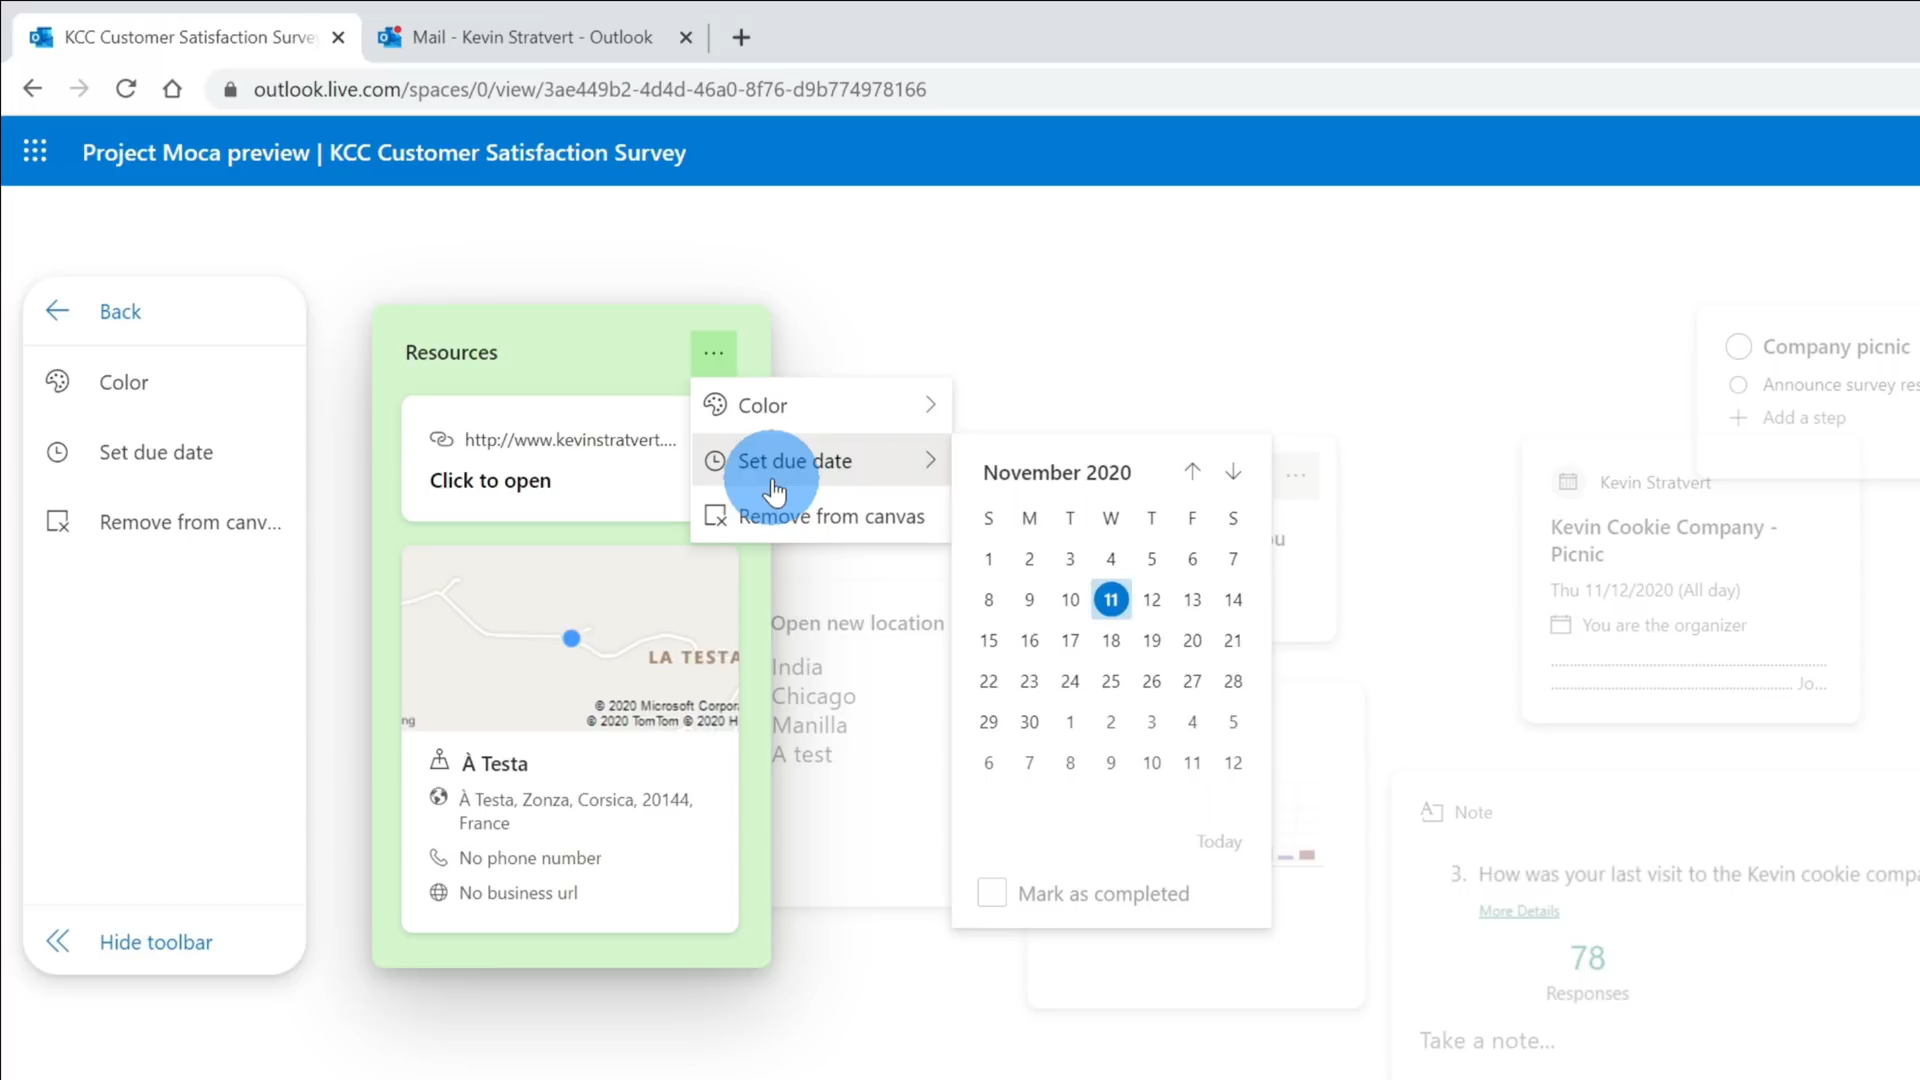 KCC Customer Satisfaction Surve
Mail - Kevin Stratvert - Outlook
outlook.live.com/spaces/0/view/3ae449b2-4d4d-46a0-8f76-d9b774978166
Project Moca preview | KCC Customer Satisfaction Survey
Back
Color
Set due date
Remove from canv...
Hide toolbar
Resources
...
http://www.kevinstratvert....
Click to open
LA TESTA
© 2020 Microsoft Corpor
© 2020 TomTom © 2020 H
ng
À Testa
À Testa, Zonza, Corsica, 20144,
France
No phone number
No business url
Color
Set due date
Remove from canvas
Open new location
India
Chicago
Manilla
A test
November 2020
S M T W T F S
1 2 3 4 5 6 7
8 9 10 11 12 13 14
15 16 17 18 19 20 21
22 23 24 25 26 27 28
29 30 1 2 3 4 5
6 7 8 9 10 11 12
Today
Mark as completed
...
ou
Company picnic
Announce survey res
Add a step
Kevin Stratvert
Kevin Cookie Company -
Picnic
Thu 11/12/2020 (All day)
You are the organizer
Jo...
Note
3. How was your last visit to the Kevin cookie compa
More Details
78
Responses
Take a note...